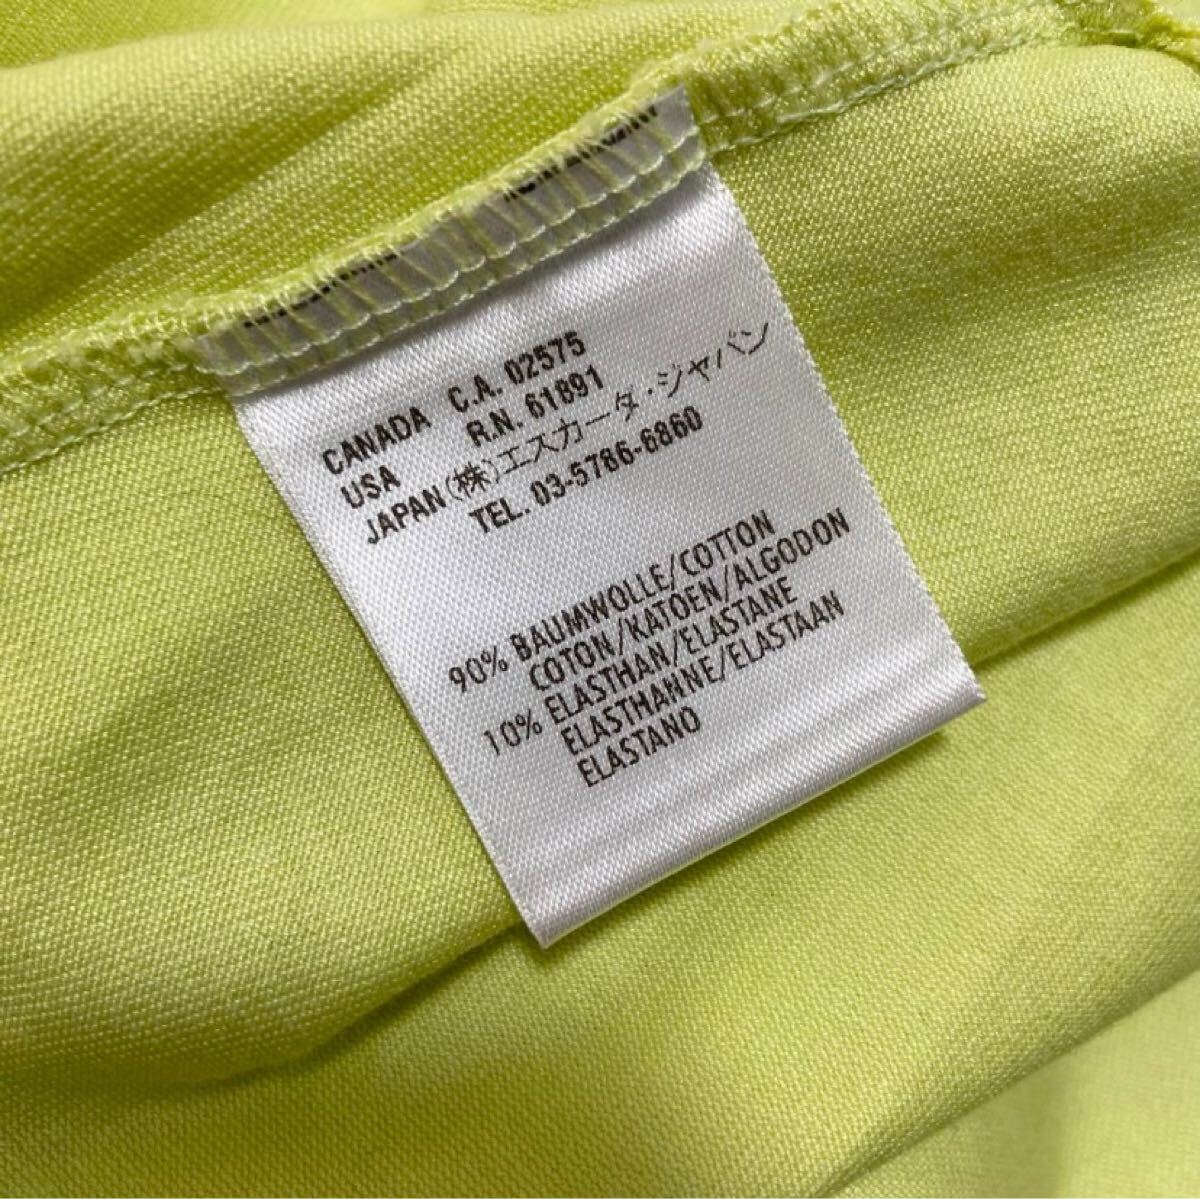 CANADA C.A. 02575
USA R.N. 61891
JAPAN (株)エスカーダ・ジャパン
TEL. 03-5786-6860
90% BAUMWOLLE/COTTON
COTON/KATOEN/ALGODON
10% ELASTHAN/ELASTANE
ELASTHANNE/ELASTAAN
ELASTANO